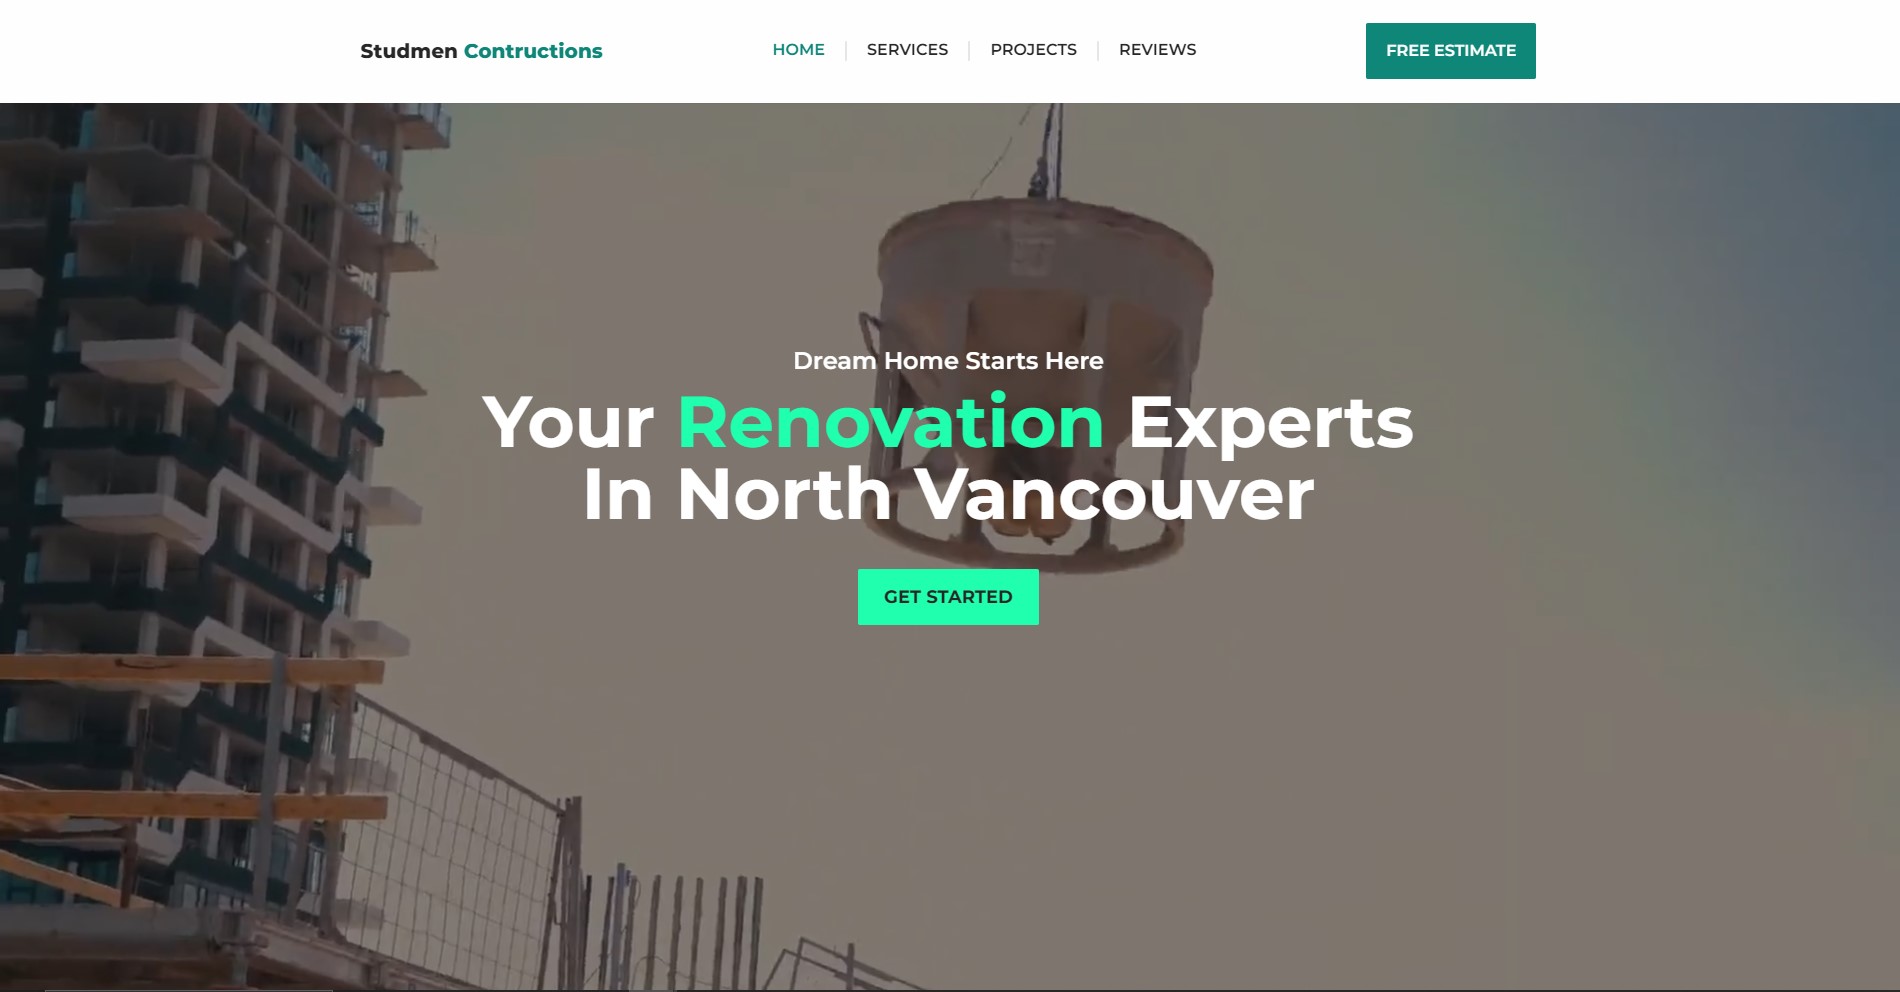 Studmen Contructions
HOME
SERVICES
PROJECTS
REVIEWS
FREE ESTIMATE
Dream Home Starts Here
Your Renovation Experts
In North Vancouver
GET STARTED